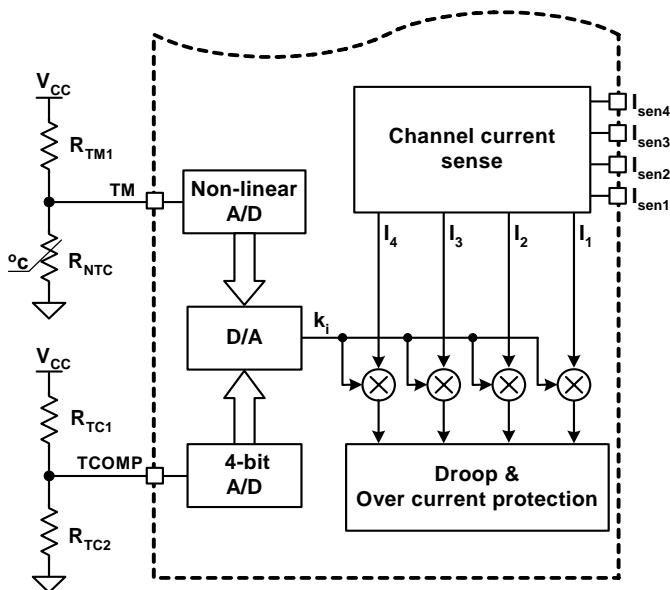 V_CC
R_TM1
TM
°c
R_NTC
Non-linear
A/D
D/A
k_i
V_CC
R_TC1
TCOMP
R_TC2
4-bit
A/D
Channel current
sense
I_sen4
I_sen3
I_sen2
I_sen1
I_4
I_3
I_2
I_1
Droop &
Over current protection